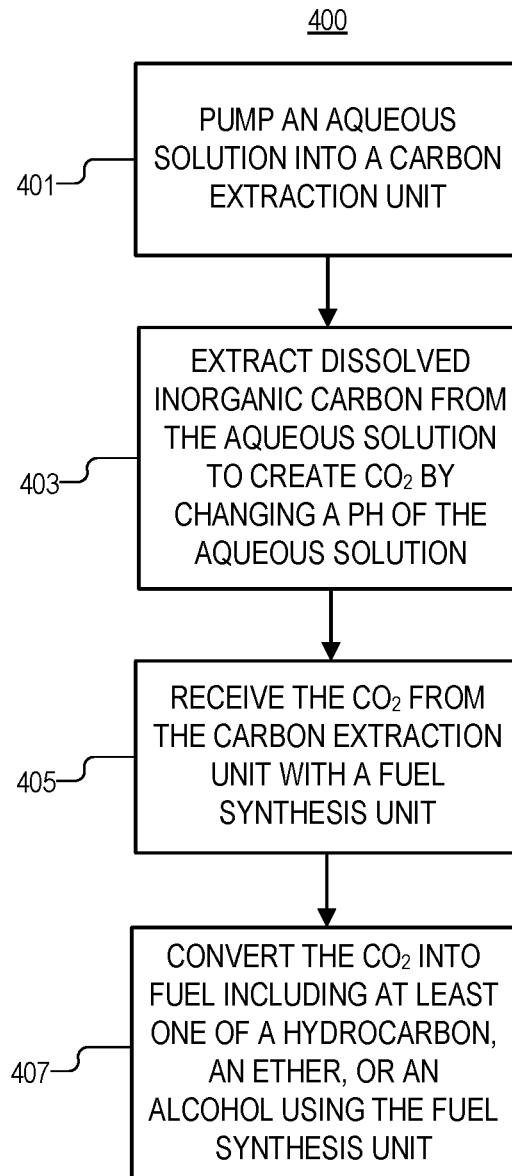 400
PUMP AN AQUEOUS
SOLUTION INTO A CARBON
EXTRACTION UNIT
401
EXTRACT DISSOLVED
INORGANIC CARBON FROM
THE AQUEOUS SOLUTION
TO CREATE CO₂ BY
CHANGING A PH OF THE
AQUEOUS SOLUTION
403
RECEIVE THE CO₂ FROM
THE CARBON EXTRACTION
UNIT WITH A FUEL
SYNTHESIS UNIT
405
CONVERT THE CO₂ INTO
FUEL INCLUDING AT LEAST
ONE OF A HYDROCARBON,
AN ETHER, OR AN
ALCOHOL USING THE FUEL
SYNTHESIS UNIT
407